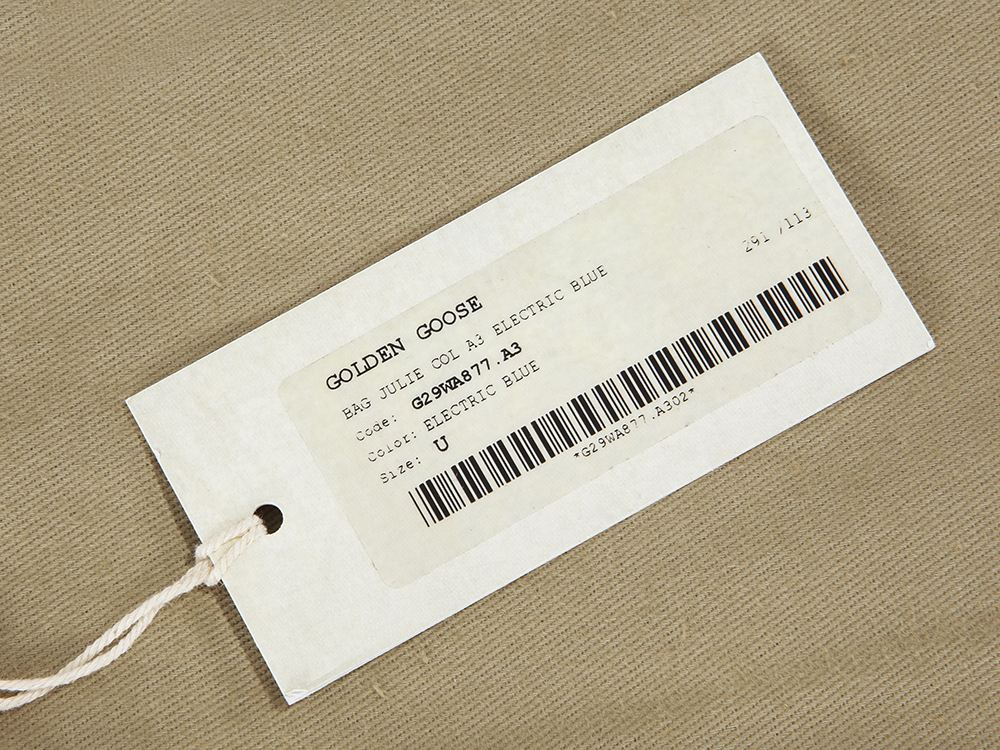 GOLDEN GOOSE
BAG JULIE COL A3 ELECTRIC BLUE
291 /113
Code: G29WA877.A3
Color: ELECTRIC BLUE
Size: U
*G29WA877.A302*